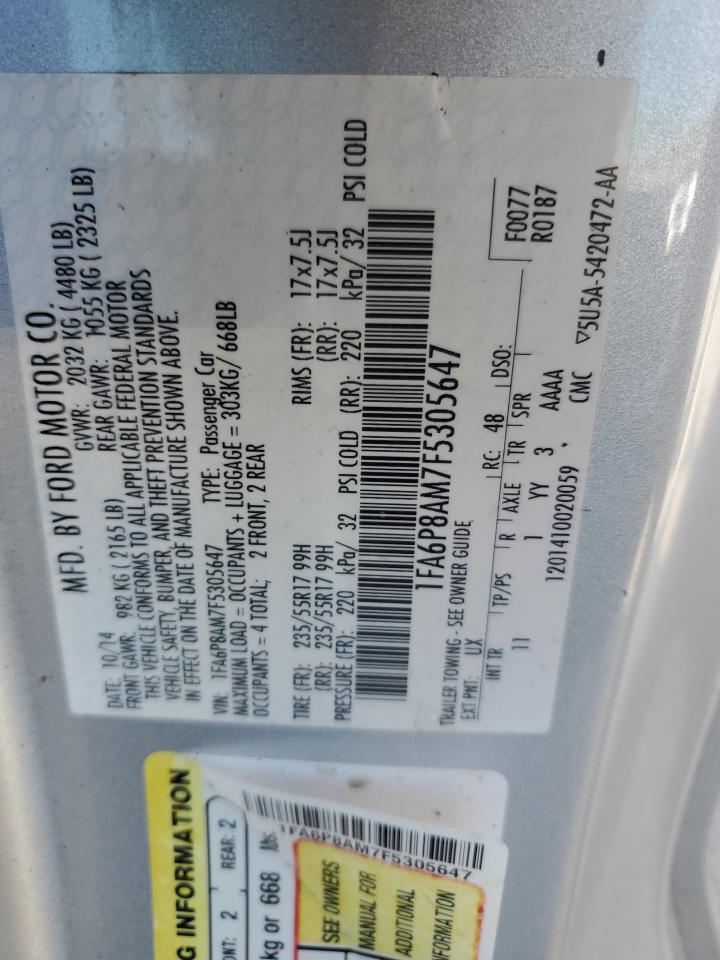 MFD. BY FORD MOTOR CO.
DATE: 10/14 GVWR: 2032 KG ( 4480 LB)
FRONT GAWR: 982 KG ( 2165 LB) REAR GAWR: 1055 KG ( 2325 LB)
THIS VEHICLE CONFORMS TO ALL APPLICABLE FEDERAL MOTOR
VEHICLE SAFETY, BUMPER, AND THEFT PREVENTION STANDARDS
IN EFFECT ON THE DATE OF MANUFACTURE SHOWN ABOVE.
VIN: 1FA6P8AM7F5305647 TYPE: Passenger Car
MAXIMUM LOAD = OCCUPANTS + LUGGAGE = 303KG/ 668LB
OCCUPANTS = 4 TOTAL; 2 FRONT, 2 REAR
TIRE (FR): 235/55R17 99H RIMS (FR): 17x7.5J
(RR): 235/55R17 99H (RR): 17x7.5J
PRESSURE (FR): 220 kPa/ 32 PSI COLD (RR): 220 kPa/ 32 PSI COLD
1FA6P8AM7F5305647
TRAILER TOWING - SEE OWNER GUIDE
EXT PNT: UX RC: 48 DSO: F0077
INT TR TP/PS R AXLE TR SPR R0187
11 1 YY 3 AAAA
1201410020059 CMC ▽5U5A-5420472-AA
G INFORMATION
ONT: 2 REAR: 2
kg or 668 lbs.
1FA6P8AM7F5305647
SEE OWNERS
MANUAL FOR
ADDITIONAL
NFORMATION